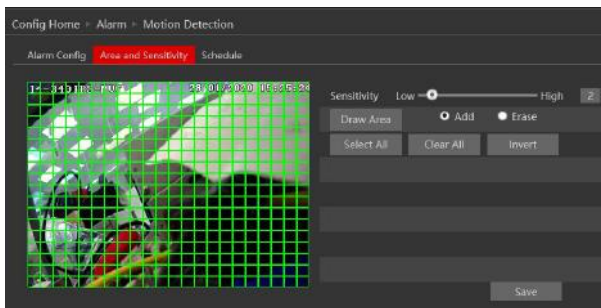 Config Home ▸ Alarm ▸ Motion Detection
Alarm Config Area and Sensitivity Schedule
Sensitivity Low High 2
Draw Area Add Erase
Select All Clear All Invert
Save